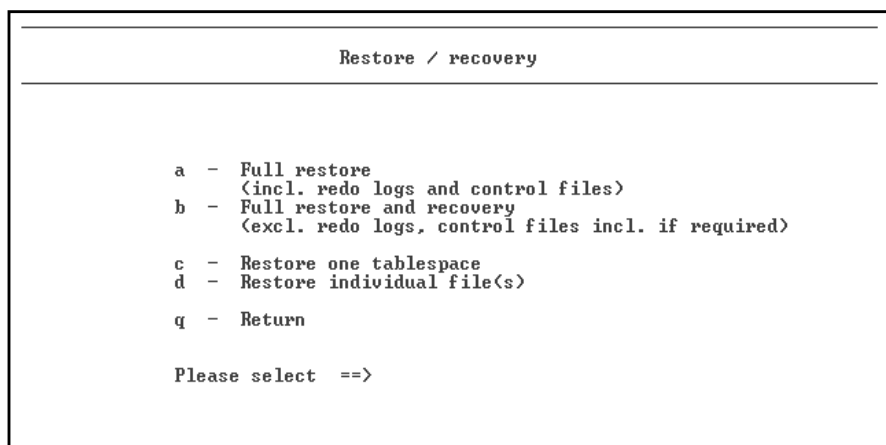 Restore / recovery
a - Full restore
(incl. redo logs and control files)
b - Full restore and recovery
(excl. redo logs, control files incl. if required)
c - Restore one tablespace
d - Restore individual file(s)
q - Return
Please select ==>